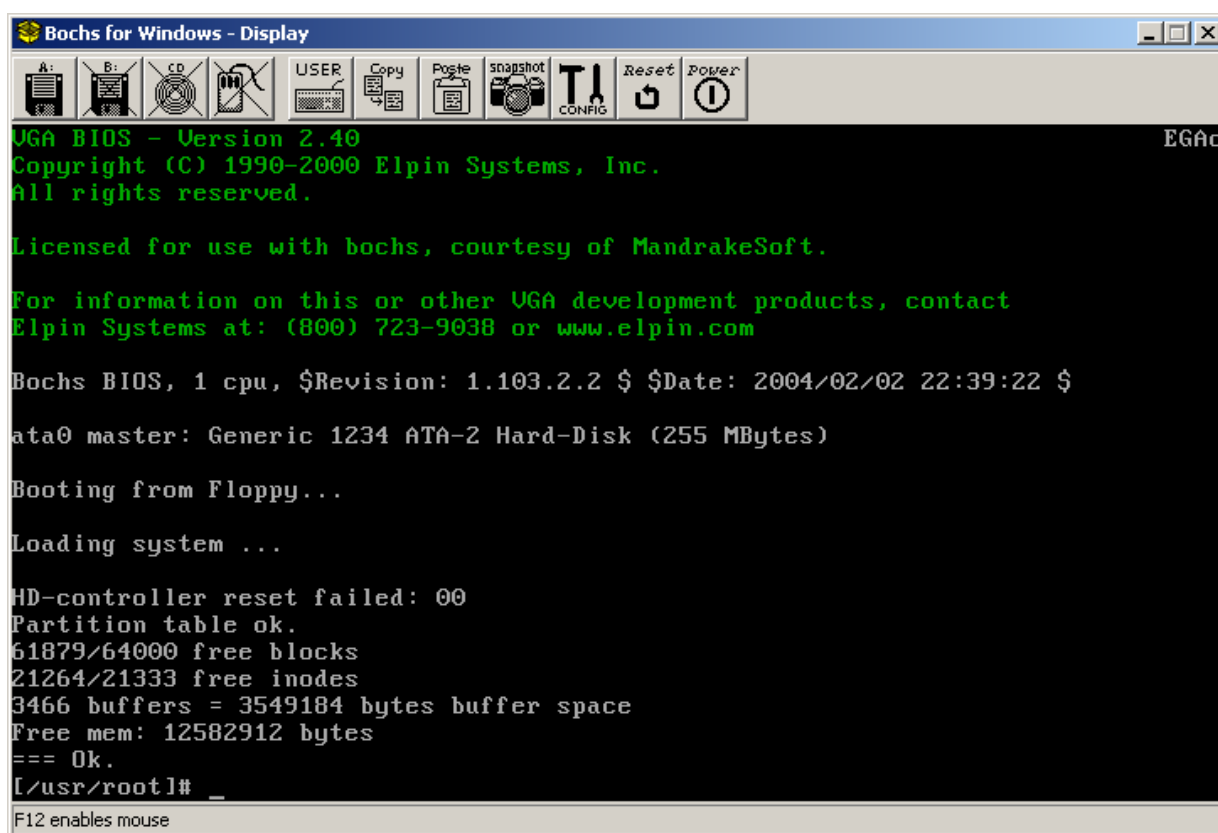 Bochs for Windows - Display
A: B: CD USER Copy Paste snapshot CONFIG Reset Power
VGA BIOS - Version 2.40 EGAc
Copyright (C) 1990-2000 Elpin Systems, Inc.
All rights reserved.
Licensed for use with bochs, courtesy of MandrakeSoft.
For information on this or other VGA development products, contact
Elpin Systems at: (800) 723-9038 or www.elpin.com
Bochs BIOS, 1 cpu, $Revision: 1.103.2.2 $ $Date: 2004/02/02 22:39:22 $
ata0 master: Generic 1234 ATA-2 Hard-Disk (255 MBytes)
Booting from Floppy...
Loading system ...
HD-controller reset failed: 00
Partition table ok.
61879/64000 free blocks
21264/21333 free inodes
3466 buffers = 3549184 bytes buffer space
Free mem: 12582912 bytes
=== Ok.
[/usr/root]# _
F12 enables mouse